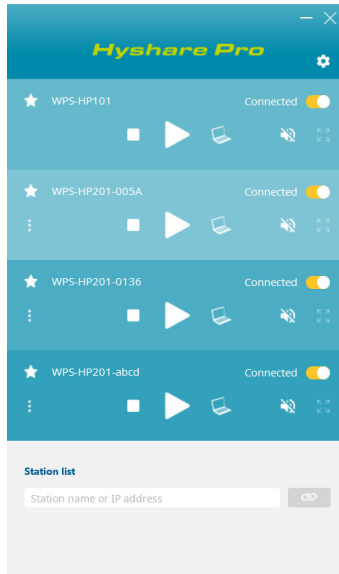 Hyshare Pro
WPS-HP101 Connected
WPS-HP201-005A Connected
WPS-HP201-0136 Connected
WPS-HP201-abcd Connected
Station list
Station name or IP address